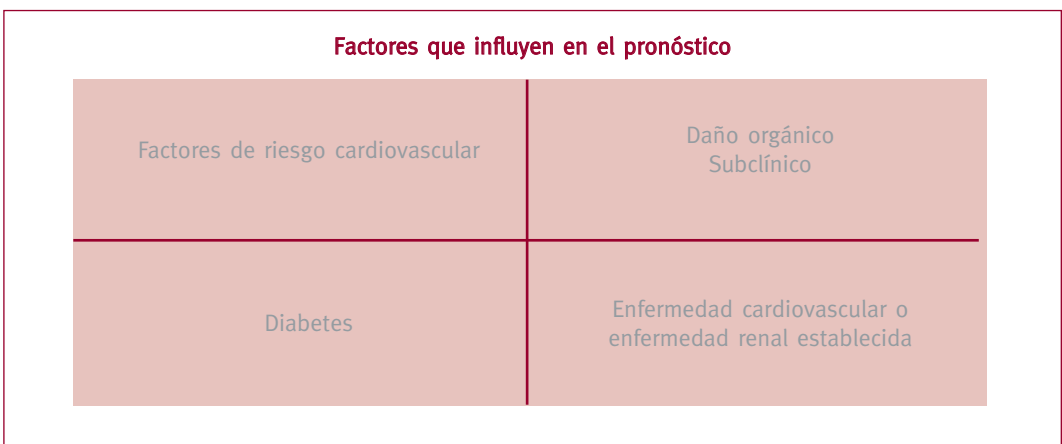 Factores que influyen en el pronóstico
Factores de riesgo cardiovascular
Daño orgánico
Subclínico
Diabetes
Enfermedad cardiovascular o
enfermedad renal establecida